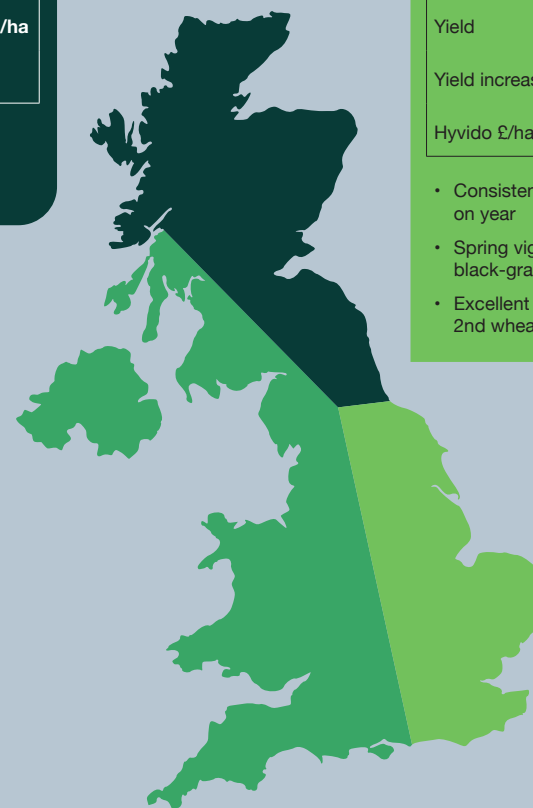 /ha
Yield
Yield increas
Hyvido £/ha
• Consisten
on year
• Spring vig
black-gra
• Excellent
2nd whea